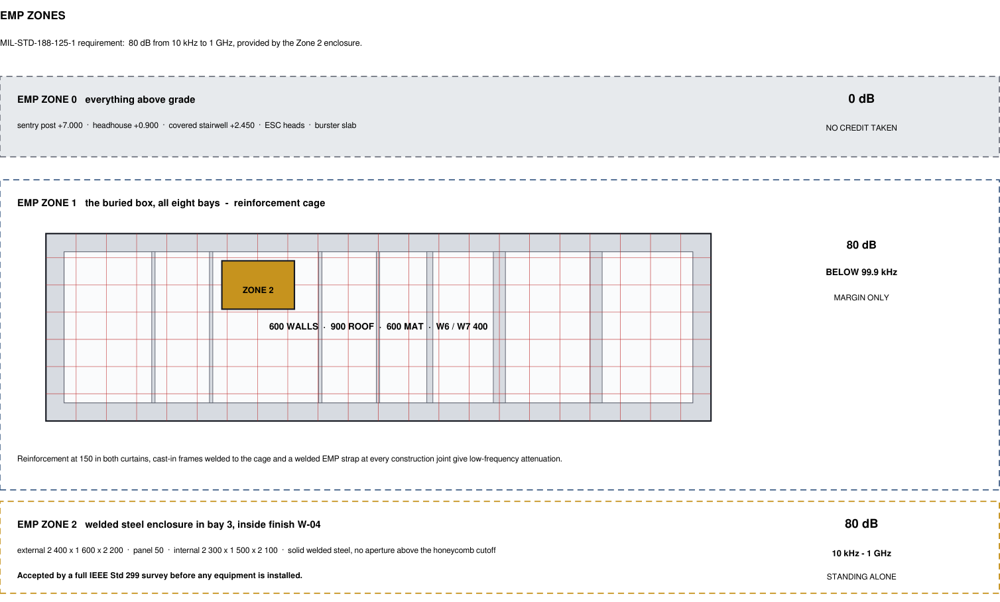 EMP ZONES
MIL-STD-188-125-1 requirement: 80 dB from 10 kHz to 1 GHz, provided by the Zone 2 enclosure.
EMP ZONE 0 everything above grade
0 dB
sentry post +7.000 · headhouse +0.900 · covered stairwell +2.450 · ESC heads · burster slab
NO CREDIT TAKEN
EMP ZONE 1 the buried box, all eight bays - reinforcement cage
80 dB
BELOW 99.9 kHz
MARGIN ONLY
ZONE 2
600 WALLS · 900 ROOF · 600 MAT · W6 / W7 400
Reinforcement at 150 in both curtains, cast-in frames welded to the cage and a welded EMP strap at every construction joint give low-frequency attenuation.
EMP ZONE 2 welded steel enclosure in bay 3, inside finish W-04
80 dB
external 2 400 x 1 600 x 2 200 · panel 50 · internal 2 300 x 1 500 x 2 100 · solid welded steel, no aperture above the honeycomb cutoff
10 kHz - 1 GHz
Accepted by a full IEEE Std 299 survey before any equipment is installed.
STANDING ALONE